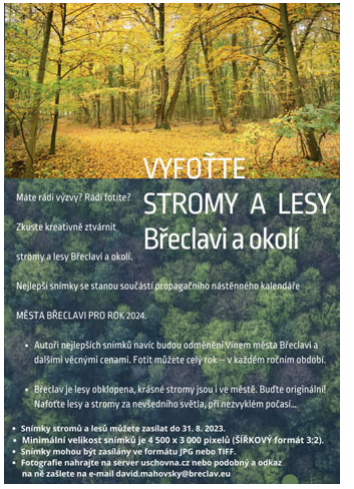 VYFOŤTE
STROMY A LESY
Břeclavi a okolí
Máte rádi výzvy? Rádi fotíte?
Zkuste kreativně ztvárnit
stromy a lesy Břeclavi a okolí.
Nejlepší snímky se stanou součástí propagačního nástěnného kalendáře
MĚSTA BŘECLAVI PRO ROK 2024.
• Autoři nejlepších snímků navíc budou odměněni Vínem města Břeclavi a
dalšími věcnými cenami. Fotit můžete celý rok – v každém ročním období.
• Břeclav je lesy obklopena, krásné stromy jsou i ve městě. Buďte originální!
Nafoťte lesy a stromy za nevšedního světla, při nezvyklém počasí...
• Snímky stromů a lesů můžete zasílat do 31. 8. 2023.
• Minimální velikost snímků je 4 500 x 3 000 pixelů (ŠÍŘKOVÝ formát 3;2).
• Snímky mohou být zasílány ve formátu JPG nebo TIFF.
• Fotografie nahrajte na server uschovna.cz nebo podobný a odkaz
na ně zašlete na e-mail david.mahovsky@breclav.eu